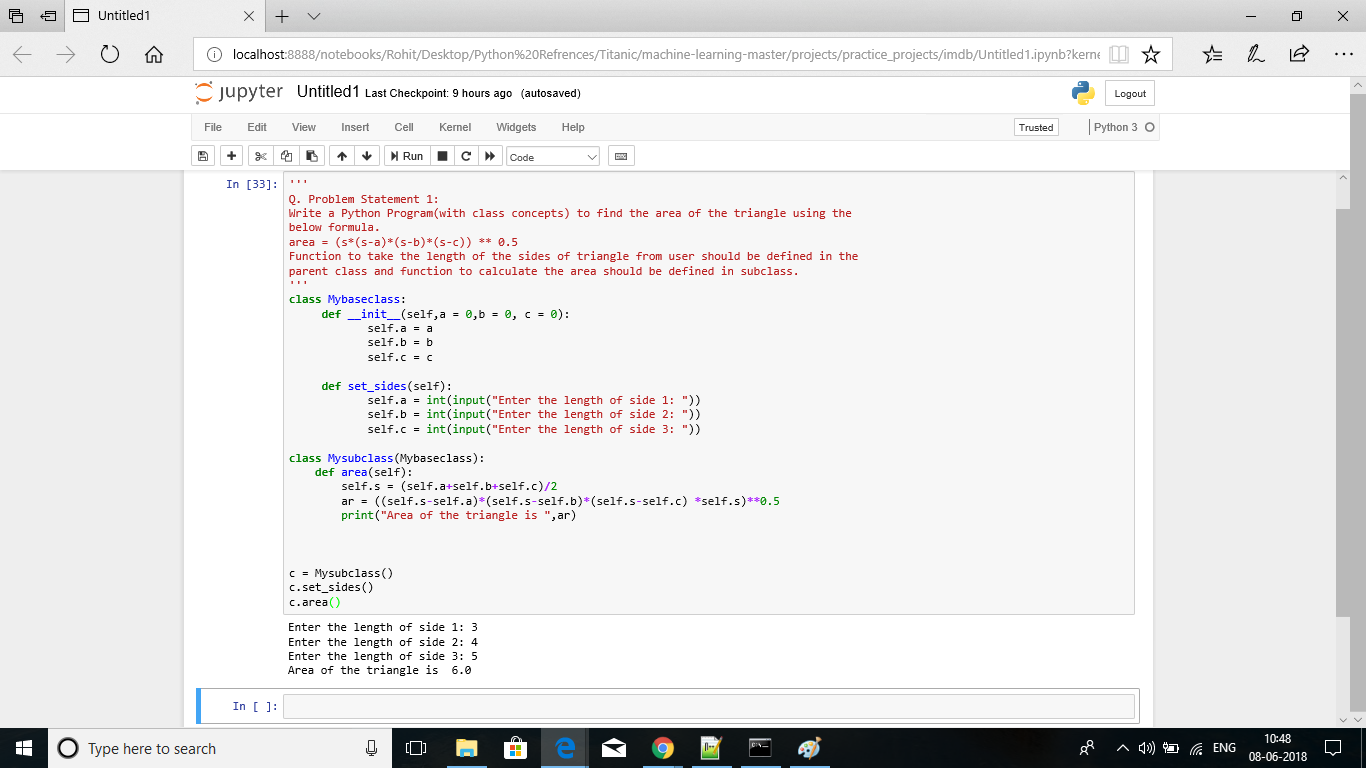 Untitled1
localhost:8888/notebooks/Rohit/Desktop/Python%20Refrences/Titanic/machine-learning-master/projects/practice_projects/imdb/Untitled1.ipynb?kerne
jupyter Untitled1 Last Checkpoint: 9 hours ago (autosaved)
Logout
File Edit View Insert Cell Kernel Widgets Help
Trusted
Python 3
Run
Code
In [33]:
'''
Q. Problem Statement 1:
Write a Python Program(with class concepts) to find the area of the triangle using the
below formula.
area = (s*(s-a)*(s-b)*(s-c)) ** 0.5
Function to take the length of the sides of triangle from user should be defined in the
parent class and function to calculate the area should be defined in subclass.
'''
class Mybaseclass:
     def __init__(self,a = 0,b = 0, c = 0):
            self.a = a
            self.b = b
            self.c = c
     def set_sides(self):
            self.a = int(input("Enter the length of side 1: "))
            self.b = int(input("Enter the length of side 2: "))
            self.c = int(input("Enter the length of side 3: "))
class Mysubclass(Mybaseclass):
    def area(self):
        self.s = (self.a+self.b+self.c)/2
        ar = ((self.s-self.a)*(self.s-self.b)*(self.s-self.c) *self.s)**0.5
        print("Area of the triangle is ",ar)
c = Mysubclass()
c.set_sides()
c.area()
Enter the length of side 1: 3
Enter the length of side 2: 4
Enter the length of side 3: 5
Area of the triangle is  6.0
In [ ]:
Type here to search
ENG
10:48
08-06-2018